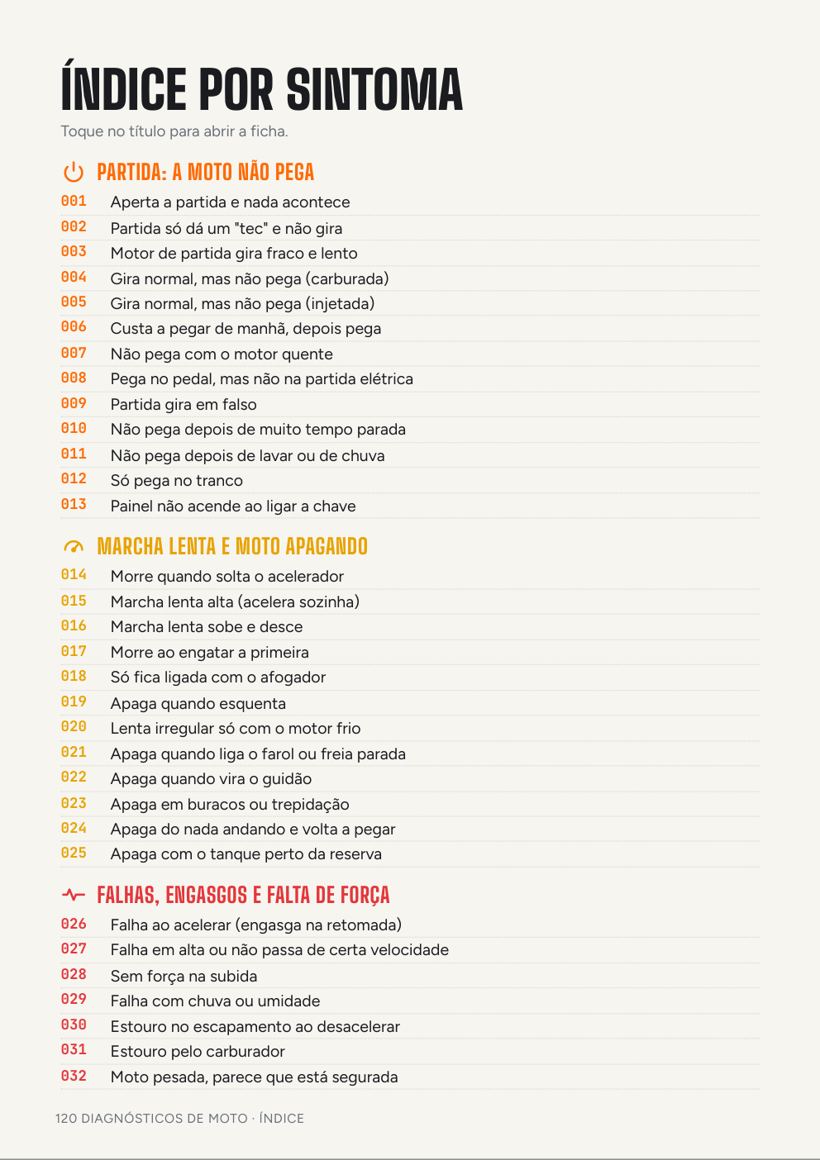 ÍNDICE POR SINTOMA
Toque no título para abrir a ficha.
PARTIDA: A MOTO NÃO PEGA
001 Aperta a partida e nada acontece
002 Partida só dá um "tec" e não gira
003 Motor de partida gira fraco e lento
004 Gira normal, mas não pega (carburada)
005 Gira normal, mas não pega (injetada)
006 Custa a pegar de manhã, depois pega
007 Não pega com o motor quente
008 Pega no pedal, mas não na partida elétrica
009 Partida gira em falso
010 Não pega depois de muito tempo parada
011 Não pega depois de lavar ou de chuva
012 Só pega no tranco
013 Painel não acende ao ligar a chave
MARCHA LENTA E MOTO APAGANDO
014 Morre quando solta o acelerador
015 Marcha lenta alta (acelera sozinha)
016 Marcha lenta sobe e desce
017 Morre ao engatar a primeira
018 Só fica ligada com o afogador
019 Apaga quando esquenta
020 Lenta irregular só com o motor frio
021 Apaga quando liga o farol ou freia parada
022 Apaga quando vira o guidão
023 Apaga em buracos ou trepidação
024 Apaga do nada andando e volta a pegar
025 Apaga com o tanque perto da reserva
FALHAS, ENGASGOS E FALTA DE FORÇA
026 Falha ao acelerar (engasga na retomada)
027 Falha em alta ou não passa de certa velocidade
028 Sem força na subida
029 Falha com chuva ou umidade
030 Estouro no escapamento ao desacelerar
031 Estouro pelo carburador
032 Moto pesada, parece que está segurada
120 DIAGNÓSTICOS DE MOTO · ÍNDICE